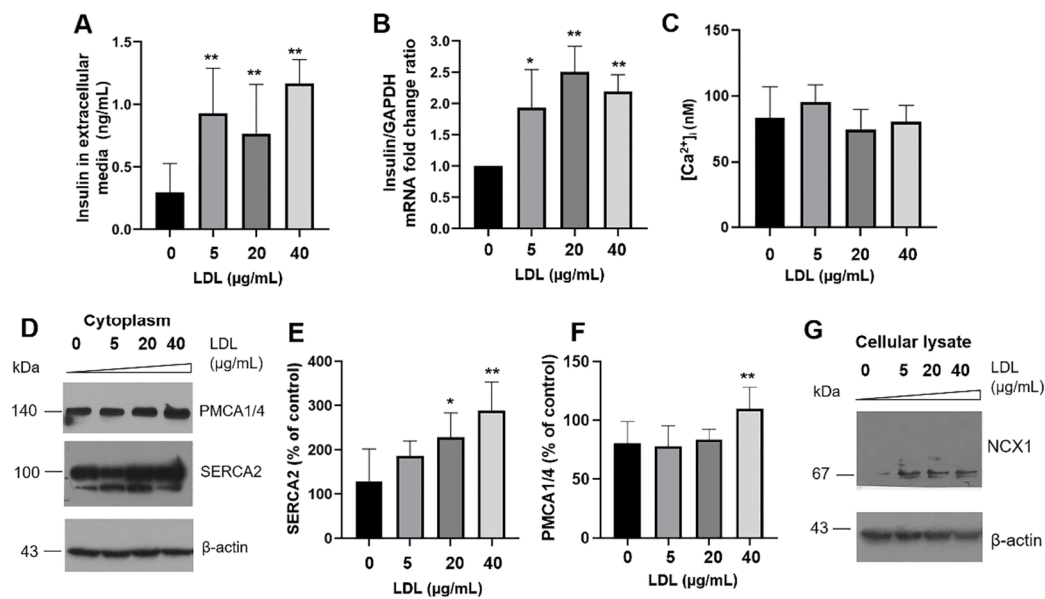 A
Insulin in extracellular
media (ng/mL)
1.5
1.0
0.5
0.0
**
**
**
0 5 20 40
LDL (µg/mL)
B
Insulin/GAPDH
mRNA fold change ratio
3.0
2.5
2.0
1.5
1.0
0.5
0.0
*
**
**
0 5 20 40
LDL (µg/mL)
C
[Ca2+]i (nM)
150
100
50
0
0 5 20 40
LDL (µg/mL)
D
Cytoplasm
0 5 20 40 LDL
(µg/mL)
kDa
140 PMCA1/4
100 SERCA2
43 β-actin
E
SERCA2 (% of control)
400
300
200
100
0
*
**
0 5 20 40
LDL (µg/mL)
F
PMCA1/4 (% of control)
150
100
50
0
**
0 5 20 40
LDL (µg/mL)
G
Cellular lysate
0 5 20 40 LDL
(µg/mL)
kDa
NCX1
67
43
β-actin